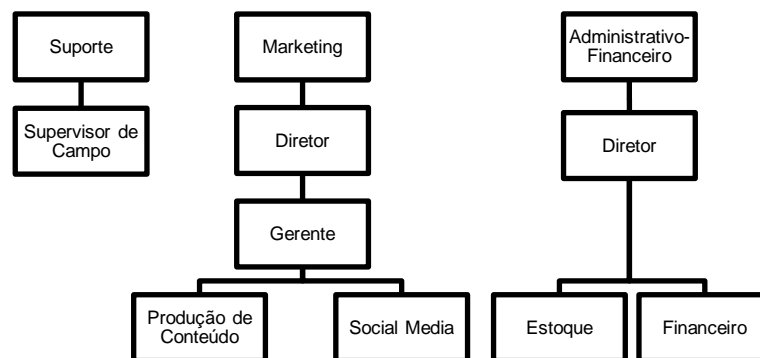 Suporte
Marketing
Administrativo-
Financeiro
Supervisor de
Campo
Diretor
Diretor
Gerente
Produção de
Conteúdo
Social Media
Estoque
Financeiro